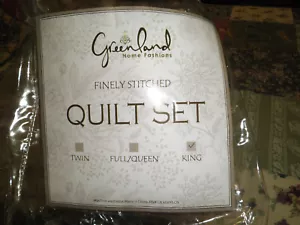 Greenland
Home Fashions
FINELY STITCHED
QUILT SET
TWIN FULL/QUEEN KING